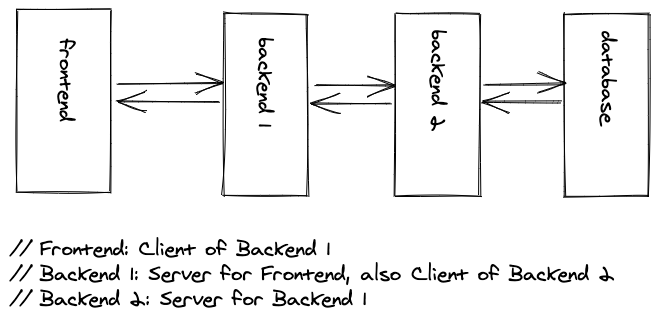 frontend
backend 1
backend 2
database
// Frontend: Client of Backend 1
// Backend 1: Server for Frontend, also Client of Backend 2
// Backend 2: Server for Backend 1